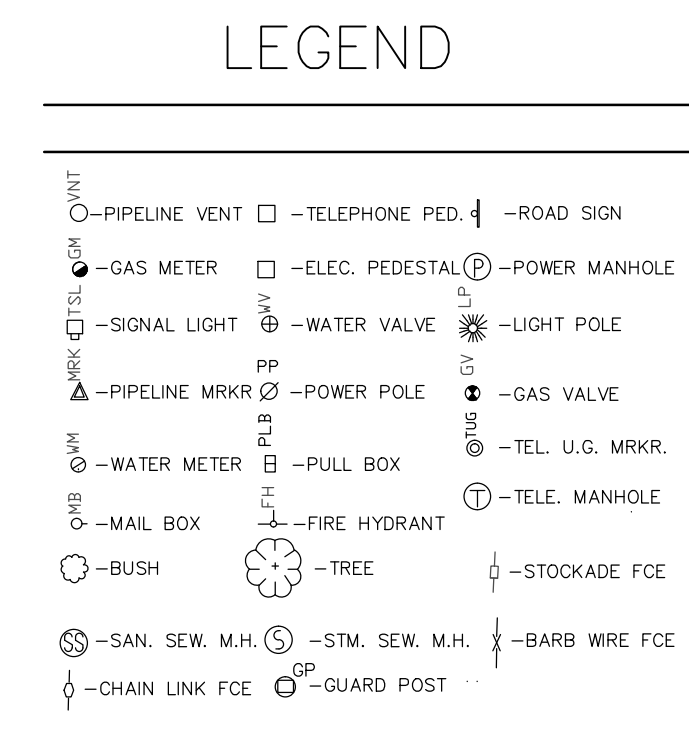 LEGEND
VNT
–PIPELINE VENT –TELEPHONE PED. –ROAD SIGN
GM
–GAS METER –ELEC. PEDESTAL P –POWER MANHOLE
TSL WV LP
–SIGNAL LIGHT –WATER VALVE –LIGHT POLE
MRK PP GV
–PIPELINE MRKR –POWER POLE –GAS VALVE
WM PLB TUG
–WATER METER –PULL BOX –TEL. U.G. MRKR.
MB FH T –TELE. MANHOLE
–MAIL BOX –FIRE HYDRANT
–BUSH –TREE –STOCKADE FCE
SS –SAN. SEW. M.H. S –STM. SEW. M.H. –BARB WIRE FCE
GP
–CHAIN LINK FCE –GUARD POST